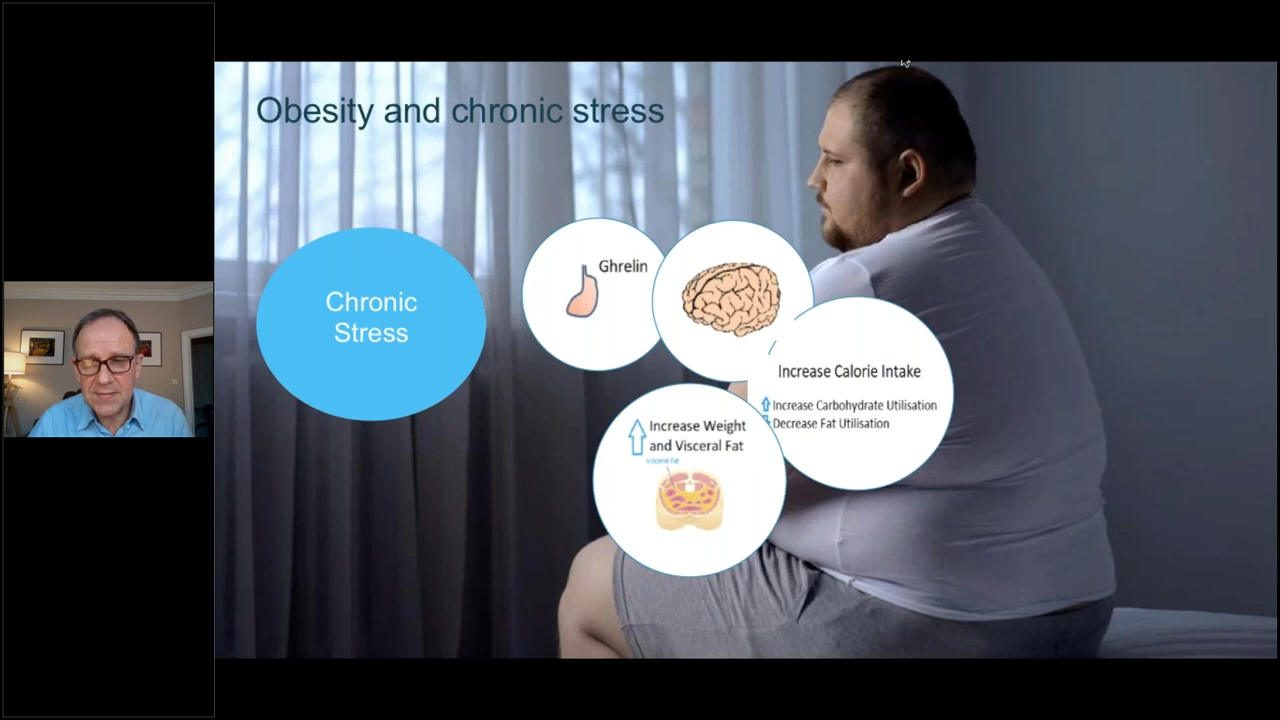 Obesity and chronic stress
Chronic
Stress
Ghrelin
Increase Calorie Intake
Increase Carbohydrate Utilisation
Decrease Fat Utilisation
Increase Weight
and Visceral Fat
Visceral Fat